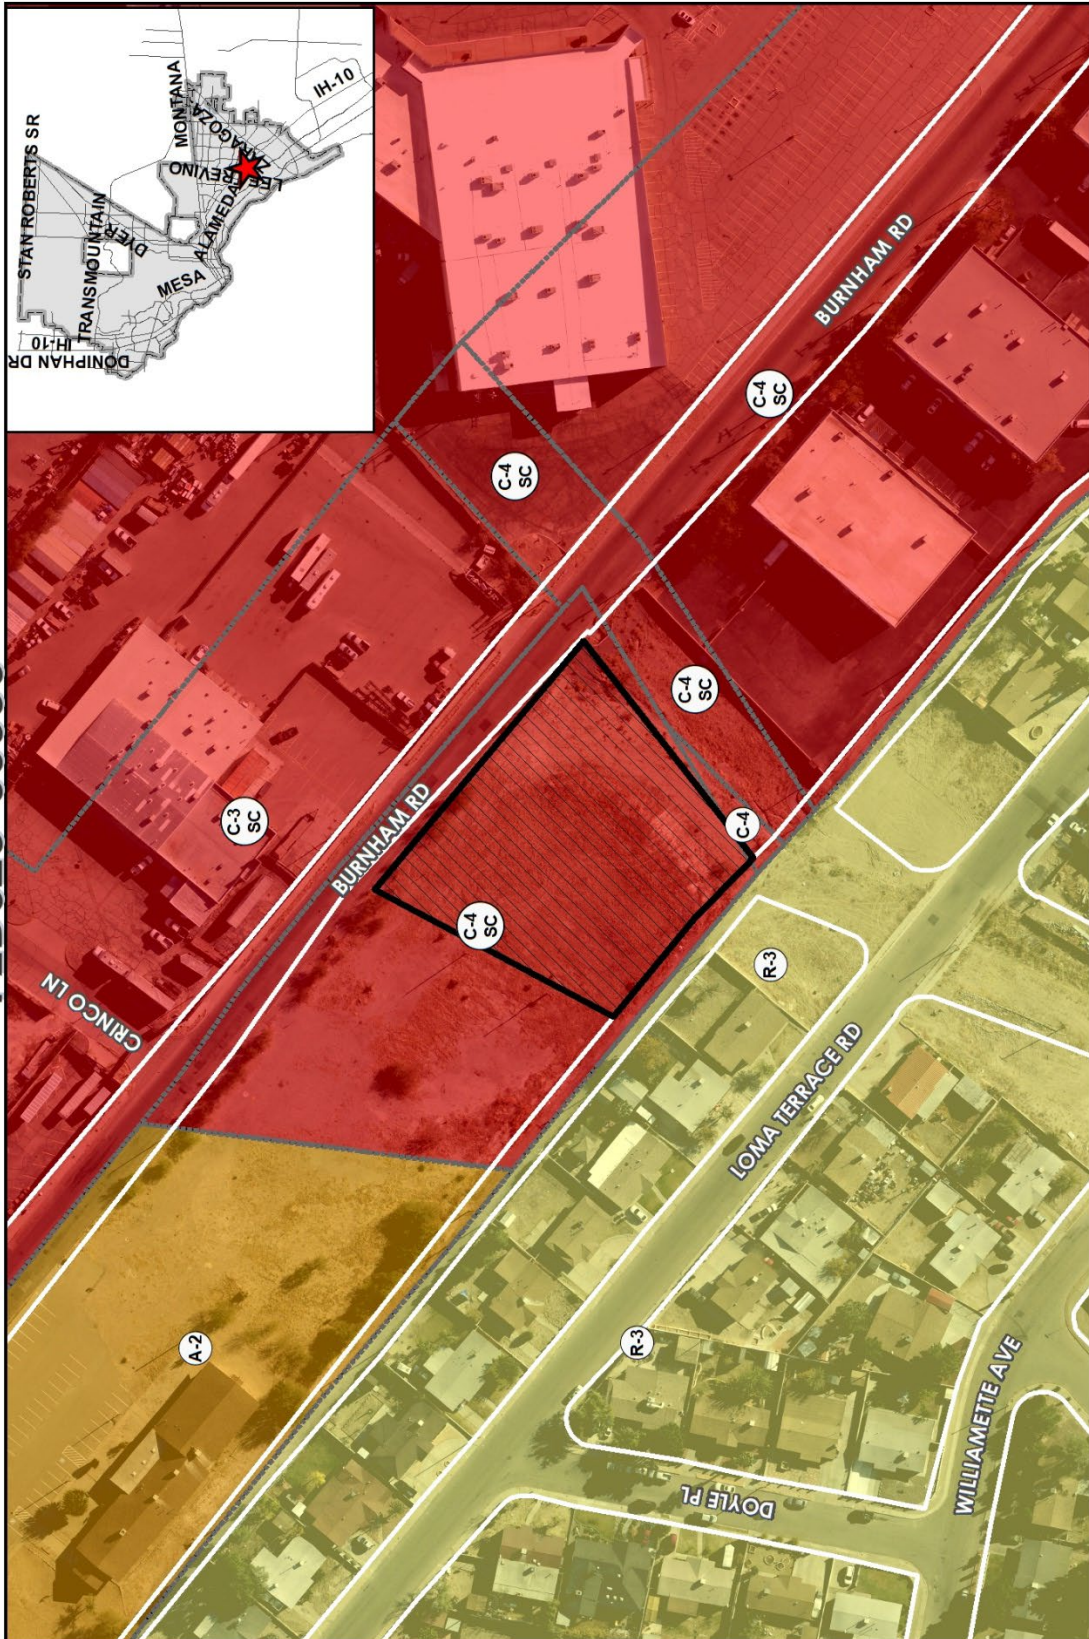 STAN ROBERTS SR
DONIPHAN DR
IH-10
TRANSMOUNTAIN
DYER
MONTANA
MESA
ALAMEDA
LEE TREVINO
ZARAGOZA
IH-10
CRINCO LN
C-3
SC
C-4
SC
BURNHAM RD
BURNHAM RD
C-4
SC
C-4
SC
C-4
SC
C-4
A-2
R-3
R-3
LOMA TERRACE RD
DOYLE PL
WILLIAMETTE AVE